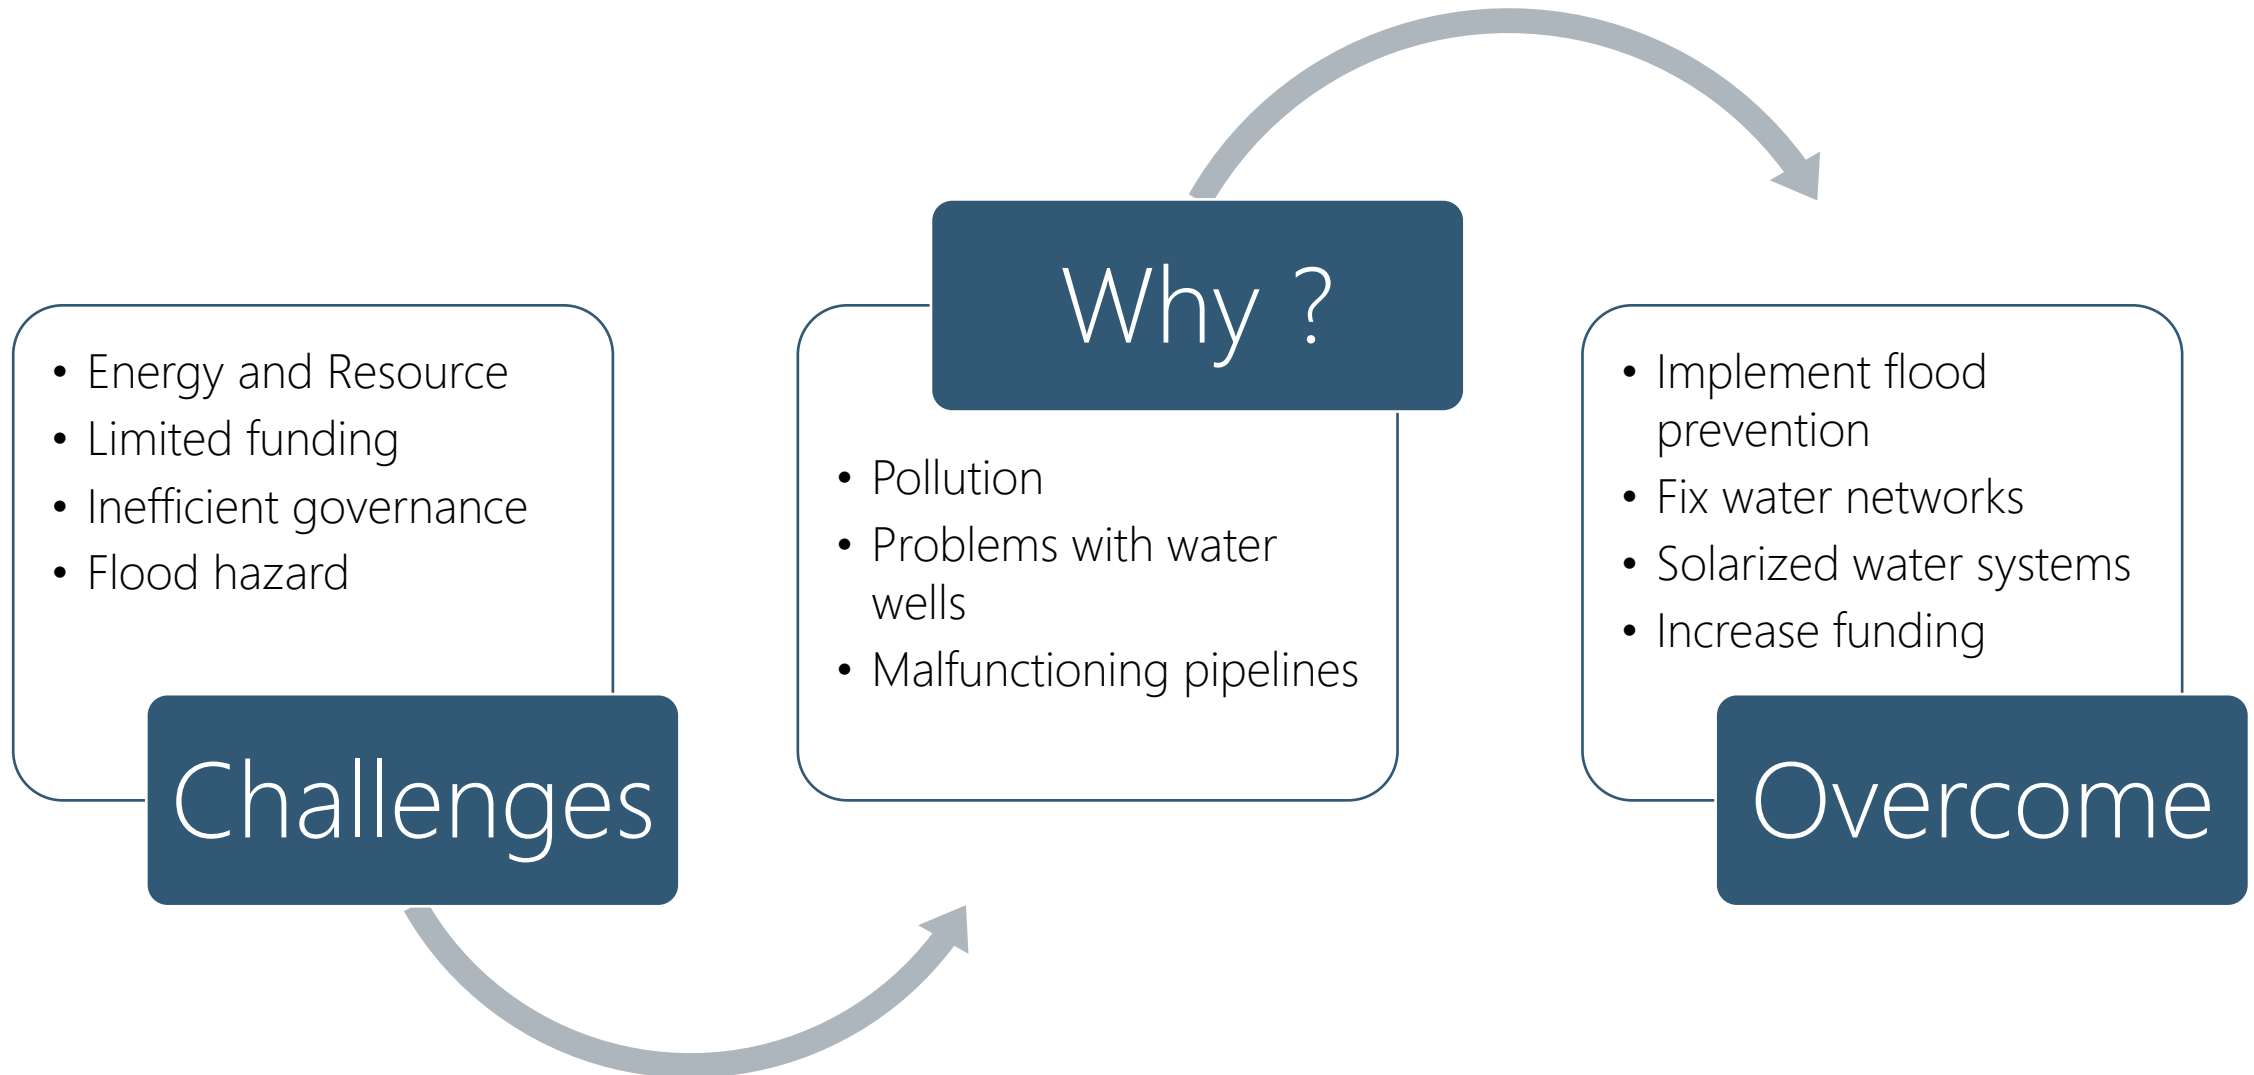 • Energy and Resource
• Limited funding
• Inefficient governance
• Flood hazard
Challenges
Why ?
• Pollution
• Problems with water
wells
• Malfunctioning pipelines
• Implement flood
prevention
• Fix water networks
• Solarized water systems
• Increase funding
Overcome